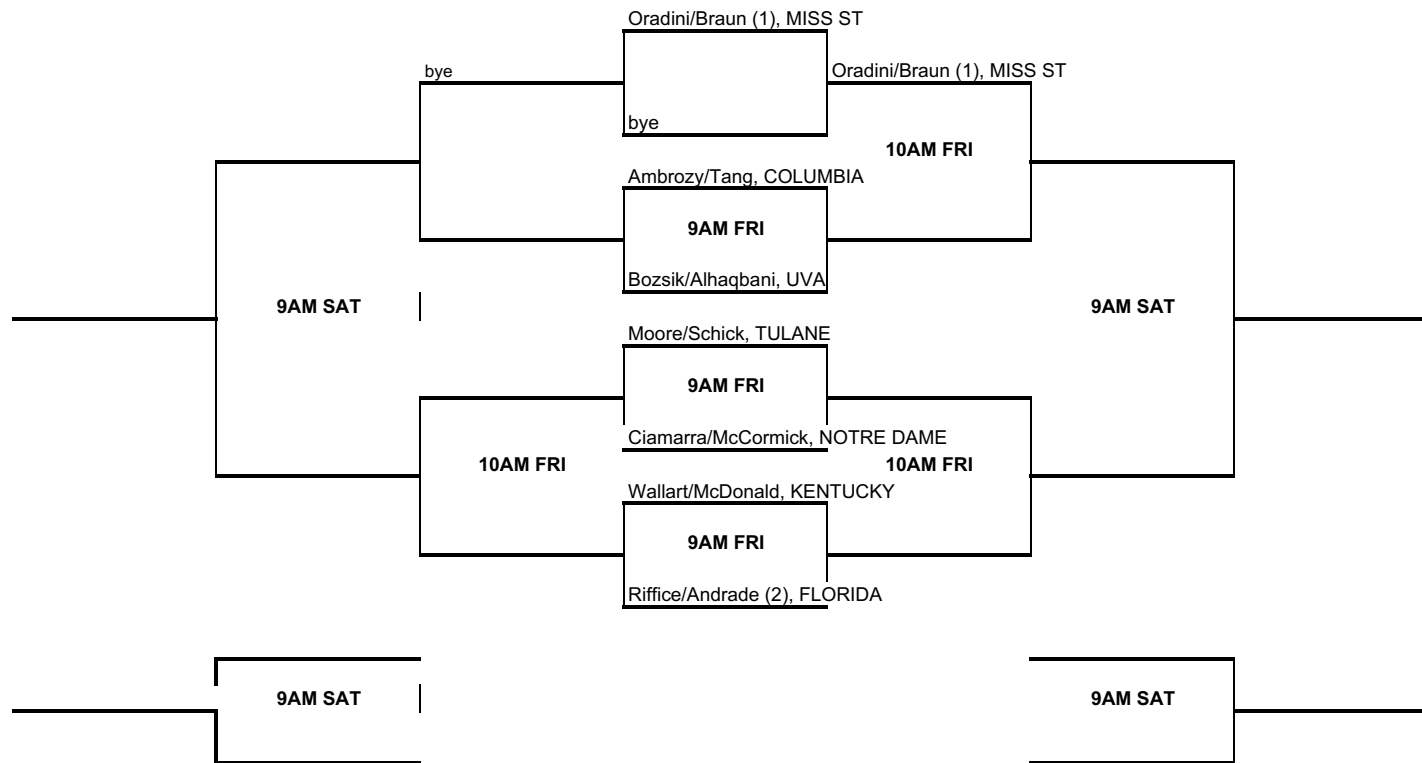 Oradini/Braun (1), MISS ST
bye
Oradini/Braun (1), MISS ST
bye
10AM FRI
Ambrozy/Tang, COLUMBIA
9AM FRI
Bozsik/Alhaqbani, UVA
9AM SAT
9AM SAT
Moore/Schick, TULANE
9AM FRI
Ciamarra/McCormick, NOTRE DAME
10AM FRI
10AM FRI
Wallart/McDonald, KENTUCKY
9AM FRI
Riffice/Andrade (2), FLORIDA
9AM SAT
9AM SAT